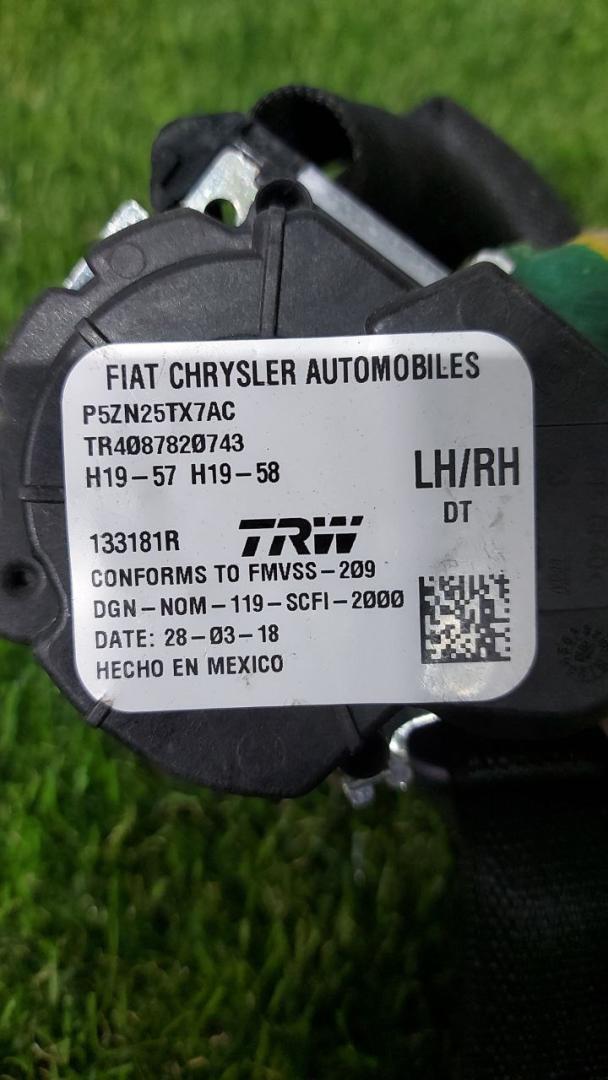 FIAT CHRYSLER AUTOMOBILES
P5ZN25TX7AC
TR4087820743
H19-57 H19-58
LH/RH
DT
133181R TRW
CONFORMS TO FMVSS-209
DGN-NOM-119-SCFI-2000
DATE: 28-03-18
HECHO EN MEXICO